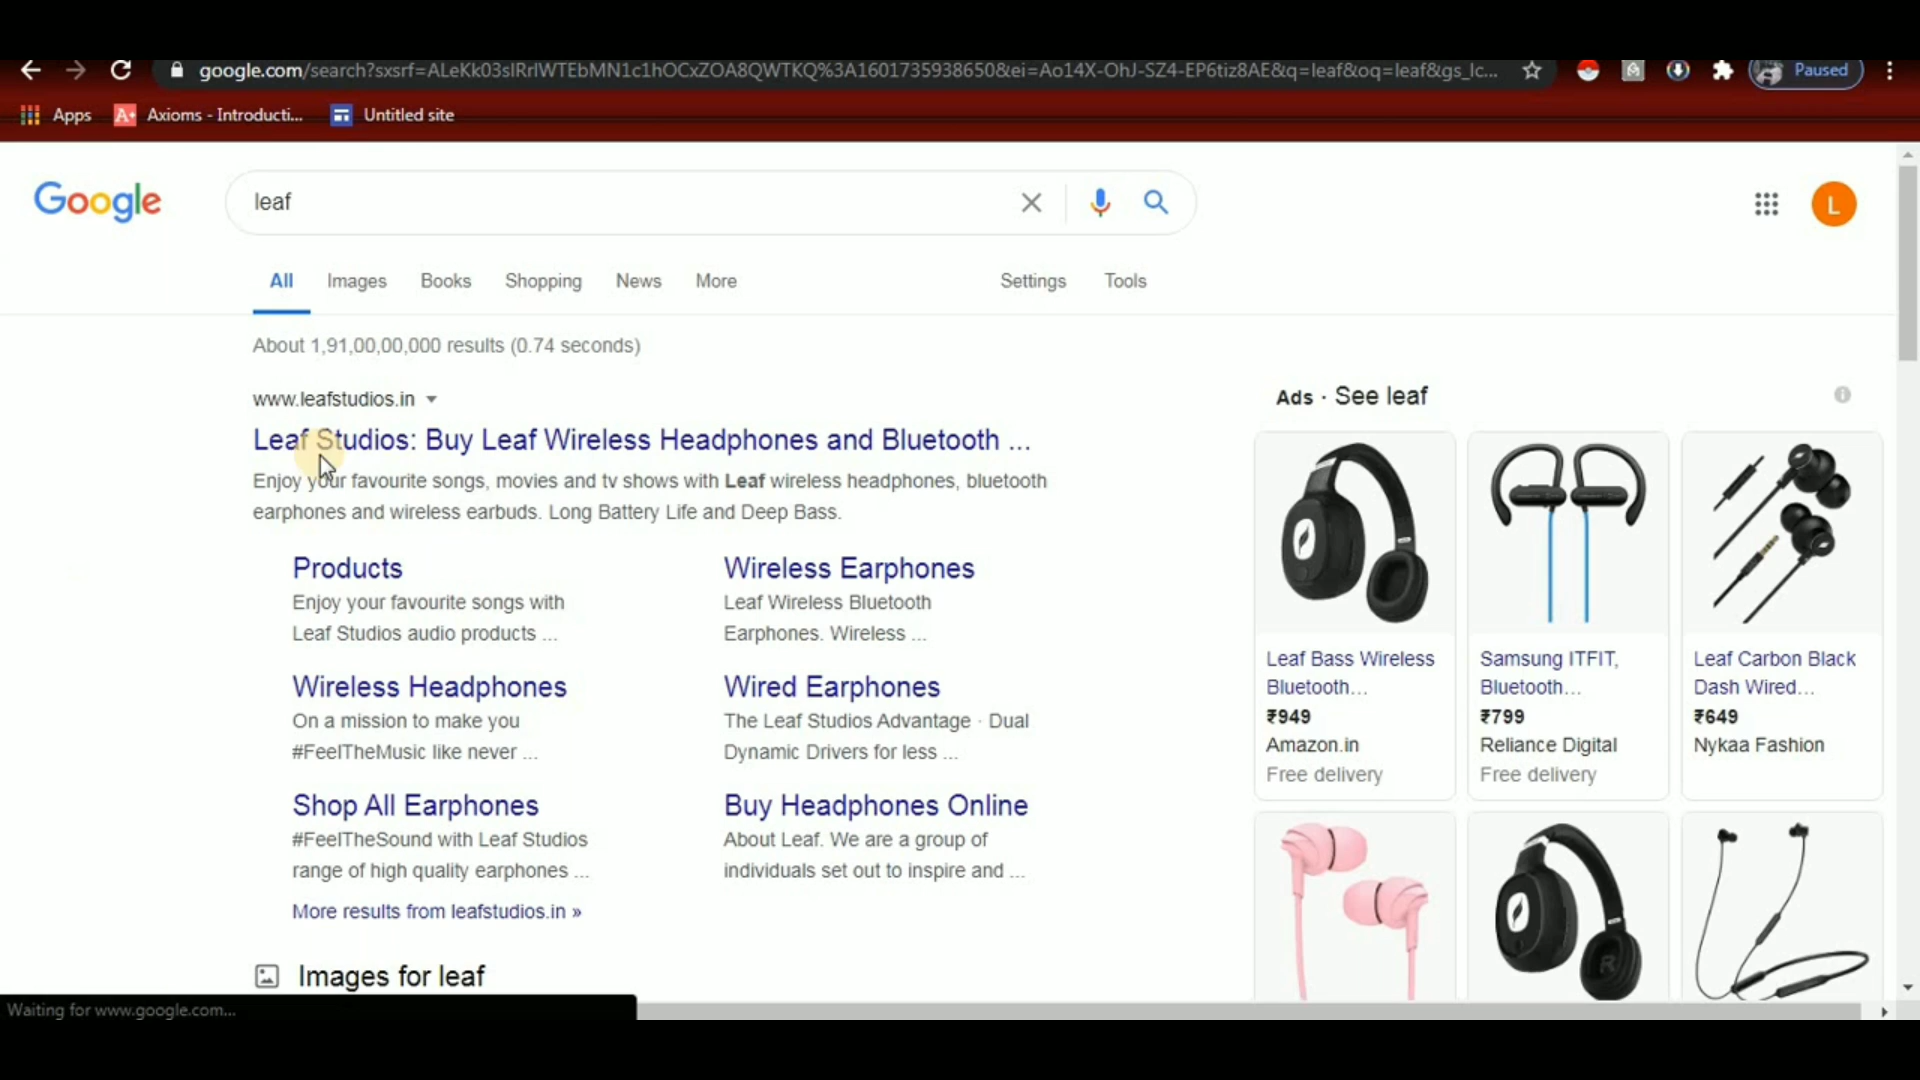 google.com/search?sxsrf=ALeKk03sIRrIWTEbMN1c1hOCxZOA8QWTKQ%3A1601735938650&ei=Ao14X-OhJ-SZ4-EP6tiz8AE&q=leaf&oq=leaf&gs_lc...
Paused
Apps
Axioms - Introducti...
Untitled site
Google
leaf
L
All
Images
Books
Shopping
News
More
Settings
Tools
About 1,91,00,00,000 results (0.74 seconds)
www.leafstudios.in
Leaf Studios: Buy Leaf Wireless Headphones and Bluetooth ...
Enjoy your favourite songs, movies and tv shows with Leaf wireless headphones, bluetooth
earphones and wireless earbuds. Long Battery Life and Deep Bass.
Products
Enjoy your favourite songs with
Leaf Studios audio products ...
Wireless Earphones
Leaf Wireless Bluetooth
Earphones. Wireless ...
Wireless Headphones
On a mission to make you
#FeelTheMusic like never ...
Wired Earphones
The Leaf Studios Advantage · Dual
Dynamic Drivers for less ...
Shop All Earphones
#FeelTheSound with Leaf Studios
range of high quality earphones ...
Buy Headphones Online
About Leaf. We are a group of
individuals set out to inspire and ...
More results from leafstudios.in »
Images for leaf
Ads · See leaf
Leaf Bass Wireless
Bluetooth...
₹949
Amazon.in
Free delivery
Samsung ITFIT,
Bluetooth...
₹799
Reliance Digital
Free delivery
Leaf Carbon Black
Dash Wired...
₹649
Nykaa Fashion
R
Waiting for www.google.com...